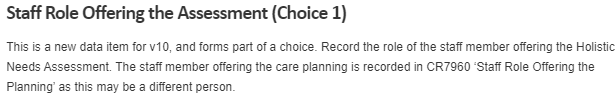 Staff Role Offering the Assessment (Choice 1)
This is a new data item for v10, and forms part of a choice. Record the role of the staff member offering the Holistic
Needs Assessment. The staff member offering the care planning is recorded in CR7960 ‘Staff Role Offering the
Planning’ as this may be a different person.